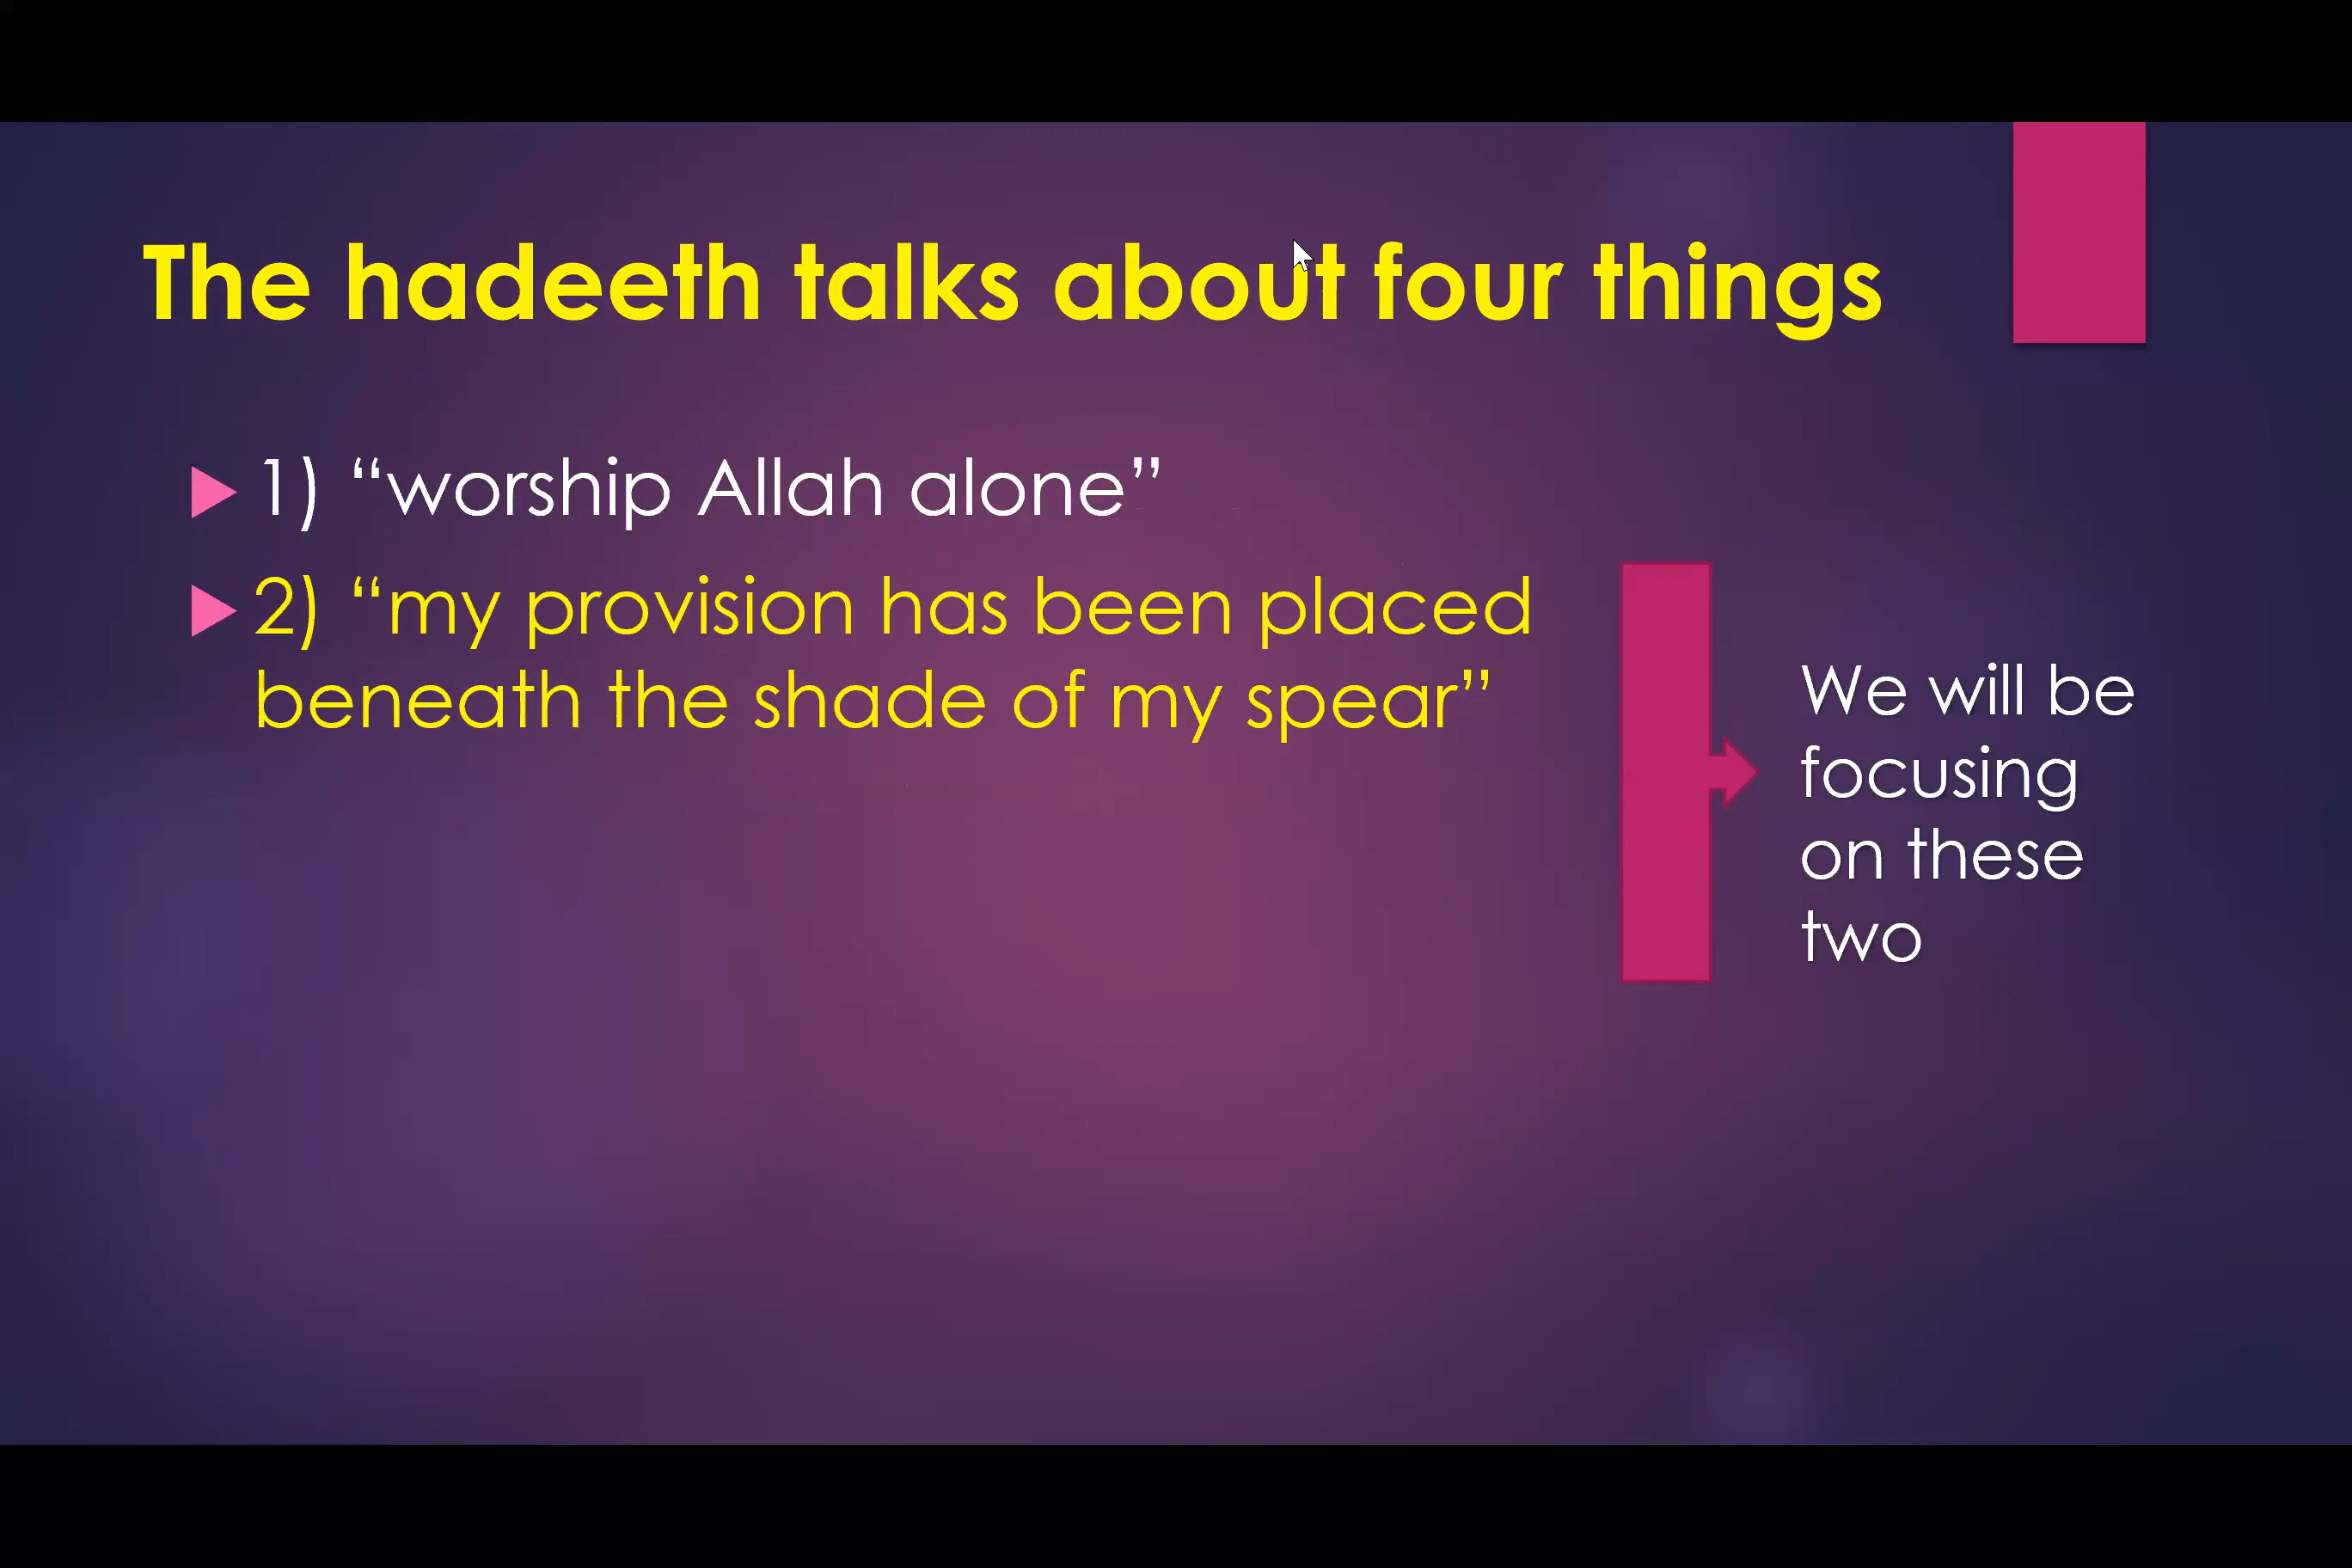 The hadeeth talks about four things
1) “worship Allah alone”
2) “my provision has been placed
beneath the shade of my spear”
We will be
focusing
on these
two